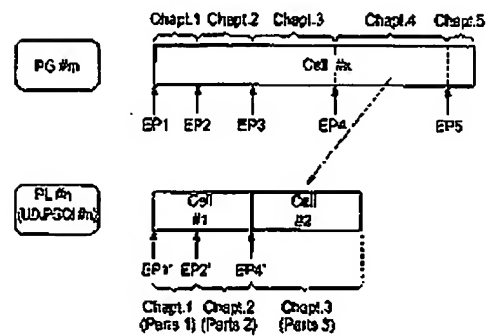 Chapt.1 Chapt.2 Chapt.3 Chapt.4 Chapt.5
PG #m
Cell #x
EP1 EP2 EP3 EP4 EP5
PL #n
(U.D.PGCI #n)
Cell #1
Cell #2
EP1' EP2' EP4'
Chapt.1 Chapt.2 Chapt.3
(Parts 1) (Parts 2) (Parts 3)